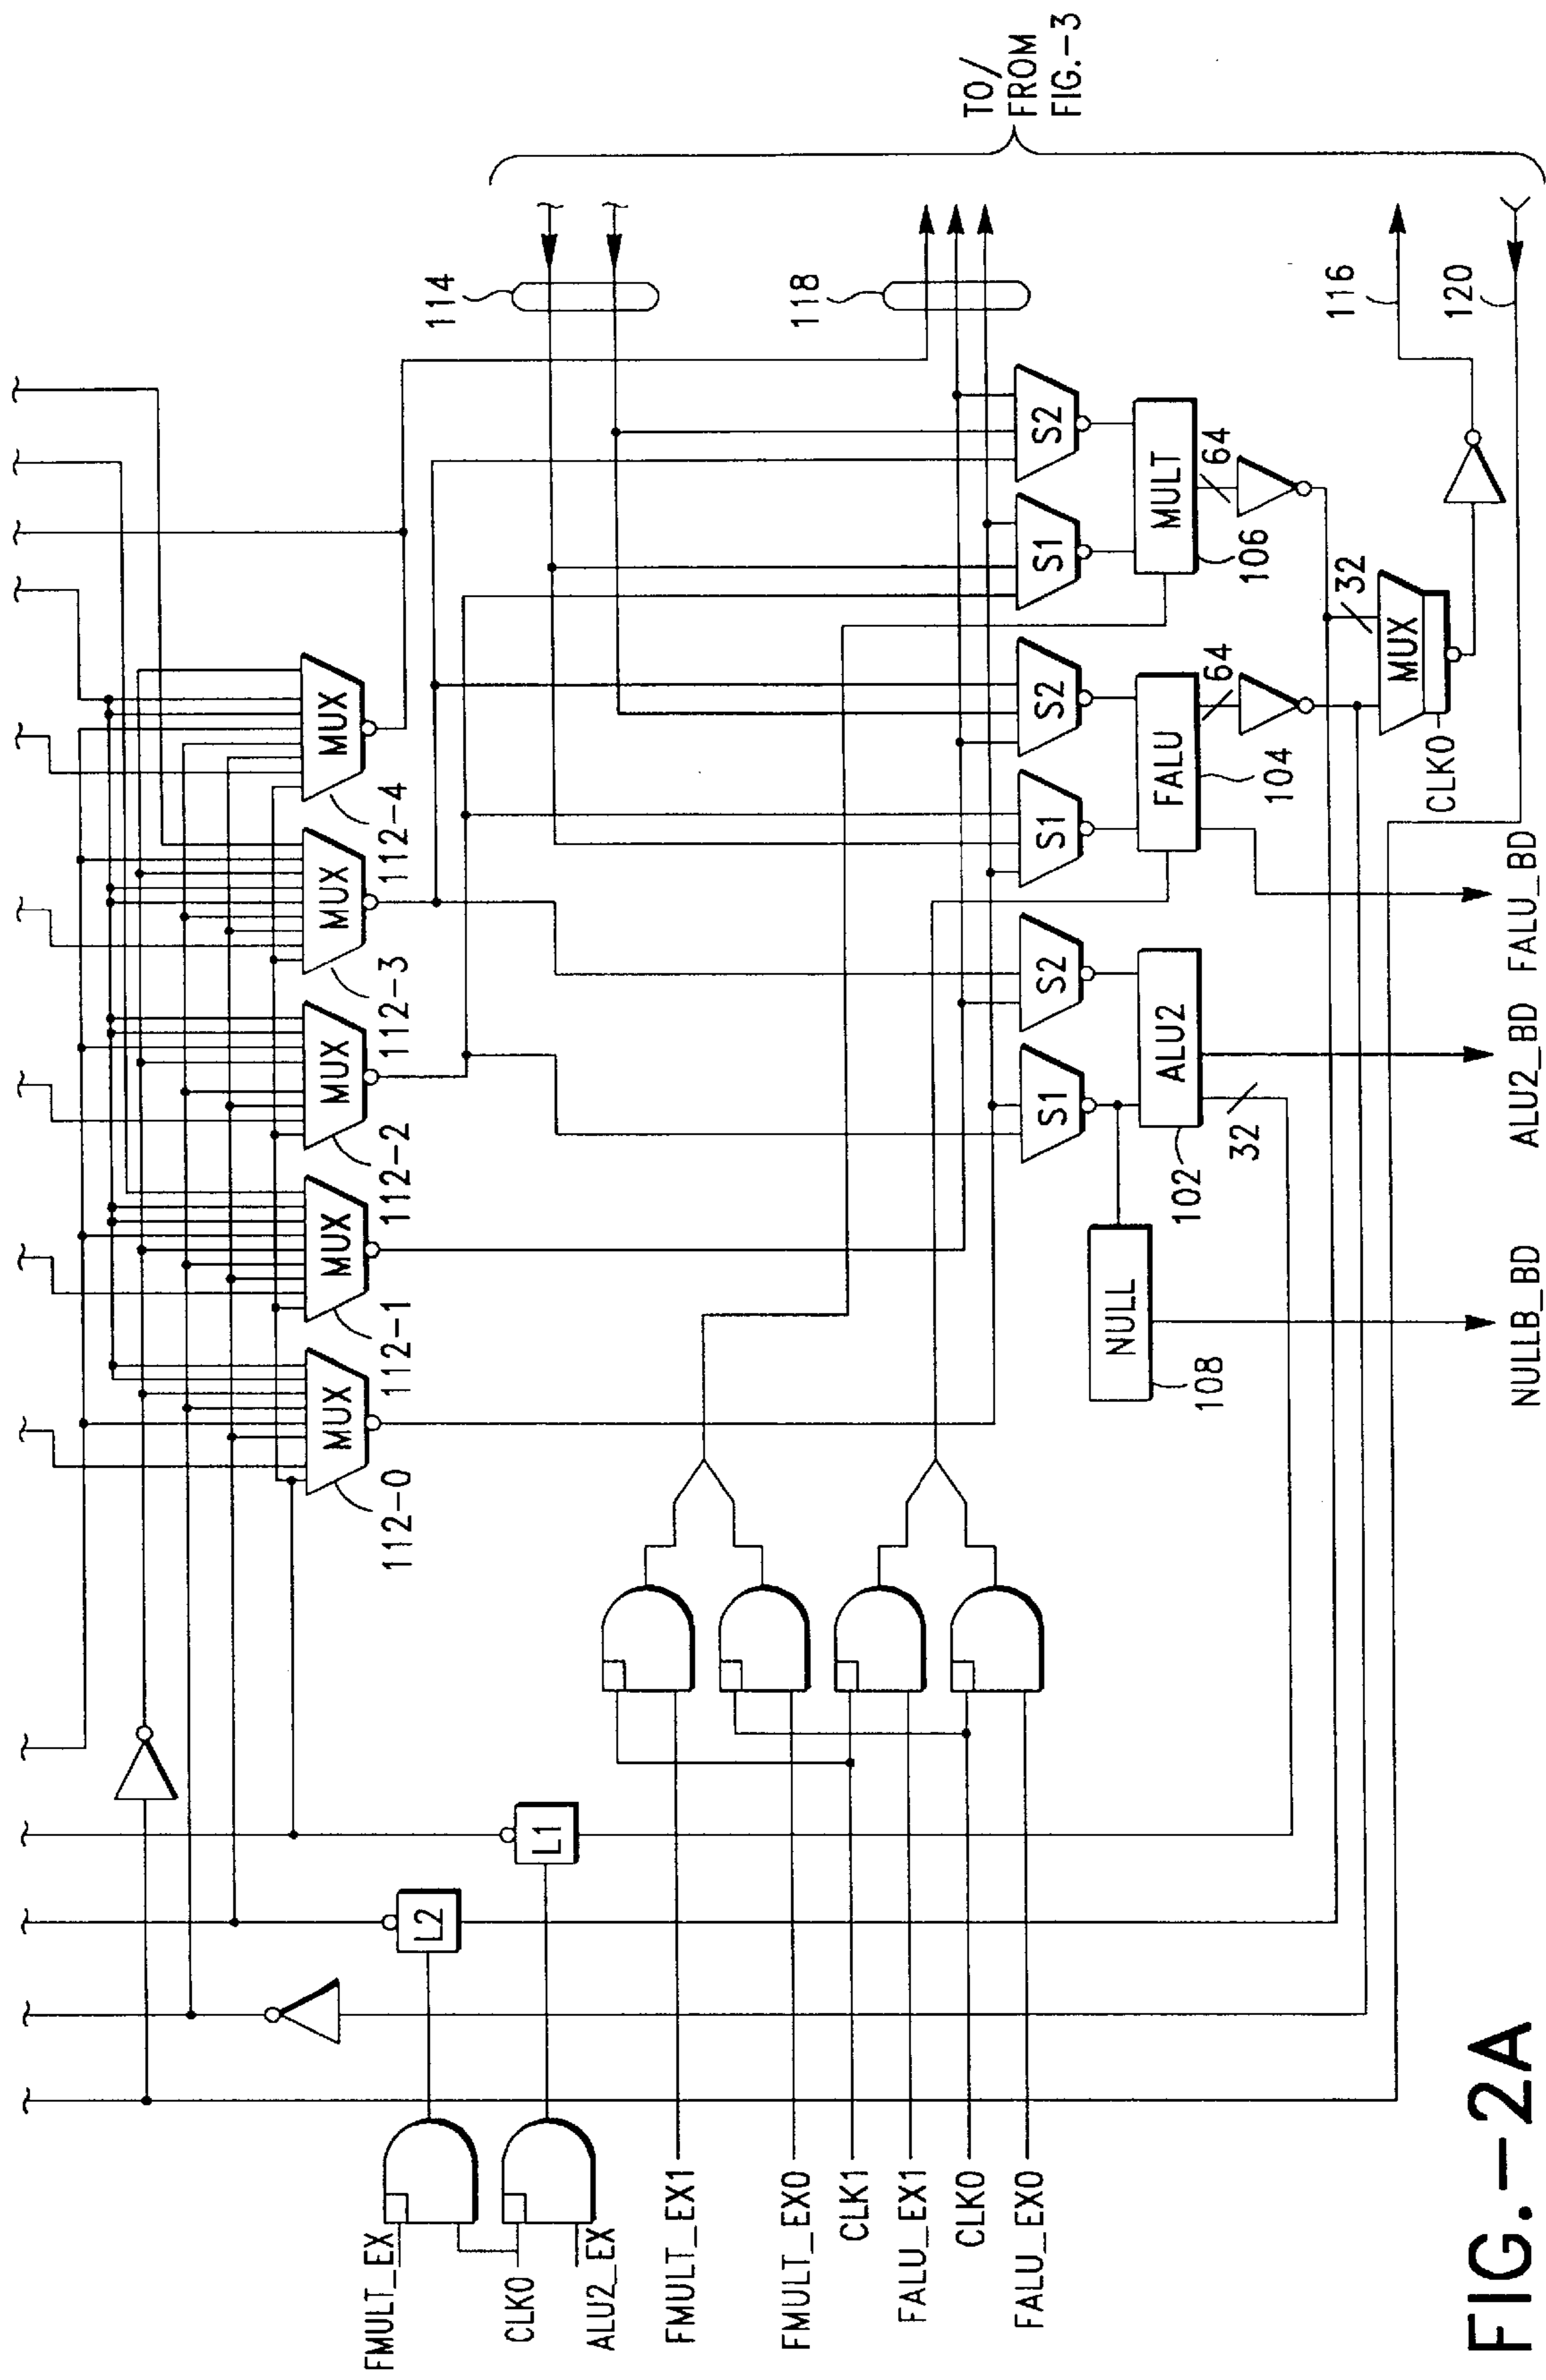 TO/
FROM
FIG.-3
114
118
116
120
MUX
112-4
MUX
112-3
MUX
112-2
MUX
112-1
MUX
112-0
S2
S1
S2
S1
S2
S1
MULT
106
64
FALU
104
64
ALU2
102
32
NULL
108
32
MUX
CLK0
L2
L1
FMULT_EX
CLK0
ALU2_EX
FMULT_EX1
FMULT_EX0
CLK1
FALU_EX1
CLK0
FALU_EX0
NULLB_BD
ALU2_BD
FALU_BD
FIG.-2A